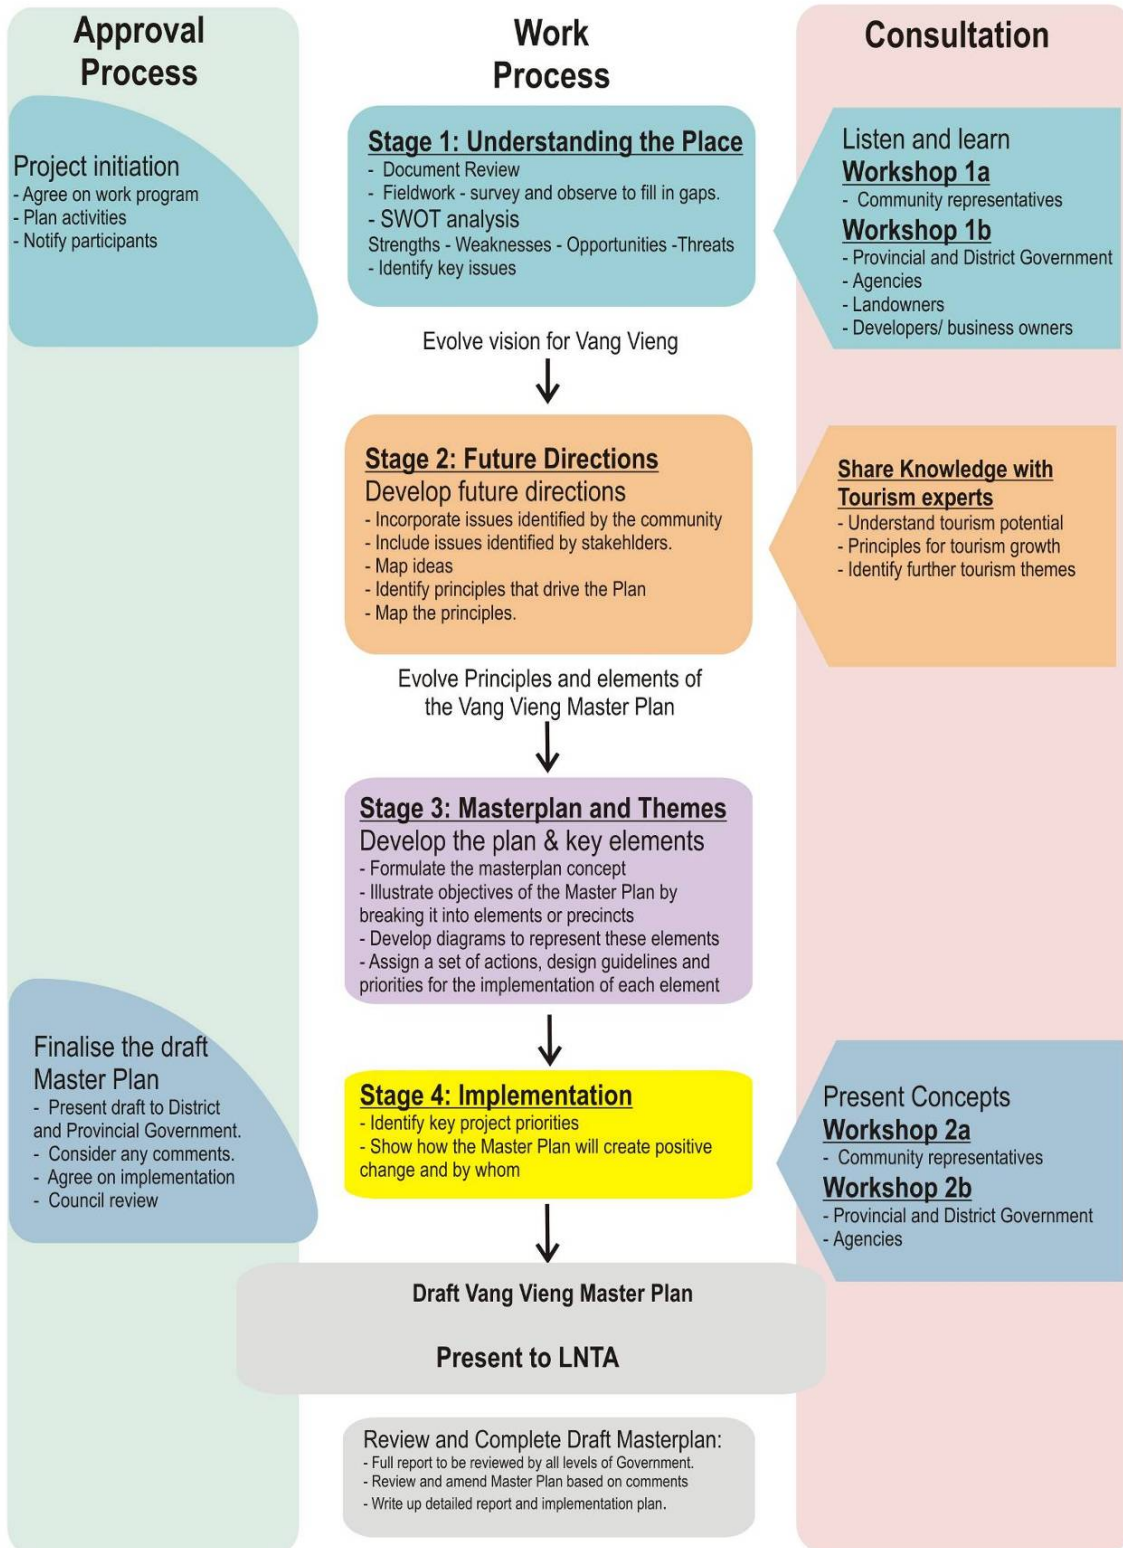 Approval
Process
Project initiation
- Agree on work program
- Plan activities
- Notify participants
Finalise the draft
Master Plan
- Present draft to District
and Provincial Government.
- Consider any comments.
- Agree on implementation
- Council review
Work
Process
Stage 1: Understanding the Place
- Document Review
- Fieldwork - survey and observe to fill in gaps.
- SWOT analysis
Strengths - Weaknesses - Opportunities -Threats
- Identify key issues
Evolve vision for Vang Vieng
Stage 2: Future Directions
Develop future directions
- Incorporate issues identified by the community
- Include issues identified by stakehlders.
- Map ideas
- Identify principles that drive the Plan
- Map the principles.
Evolve Principles and elements of
the Vang Vieng Master Plan
Stage 3: Masterplan and Themes
Develop the plan & key elements
- Formulate the masterplan concept
- Illustrate objectives of the Master Plan by
breaking it into elements or precincts
- Develop diagrams to represent these elements
- Assign a set of actions, design guidelines and
priorities for the implementation of each element
Stage 4: Implementation
- Identify key project priorities
- Show how the Master Plan will create positive
change and by whom
Draft Vang Vieng Master Plan
Present to LNTA
Review and Complete Draft Masterplan:
- Full report to be reviewed by all levels of Government.
- Review and amend Master Plan based on comments
- Write up detailed report and implementation plan.
Consultation
Listen and learn
Workshop 1a
- Community representatives
Workshop 1b
- Provincial and District Government
- Agencies
- Landowners
- Developers/ business owners
Share Knowledge with
Tourism experts
- Understand tourism potential
- Principles for tourism growth
- Identify further tourism themes
Present Concepts
Workshop 2a
- Community representatives
Workshop 2b
- Provincial and District Government
- Agencies